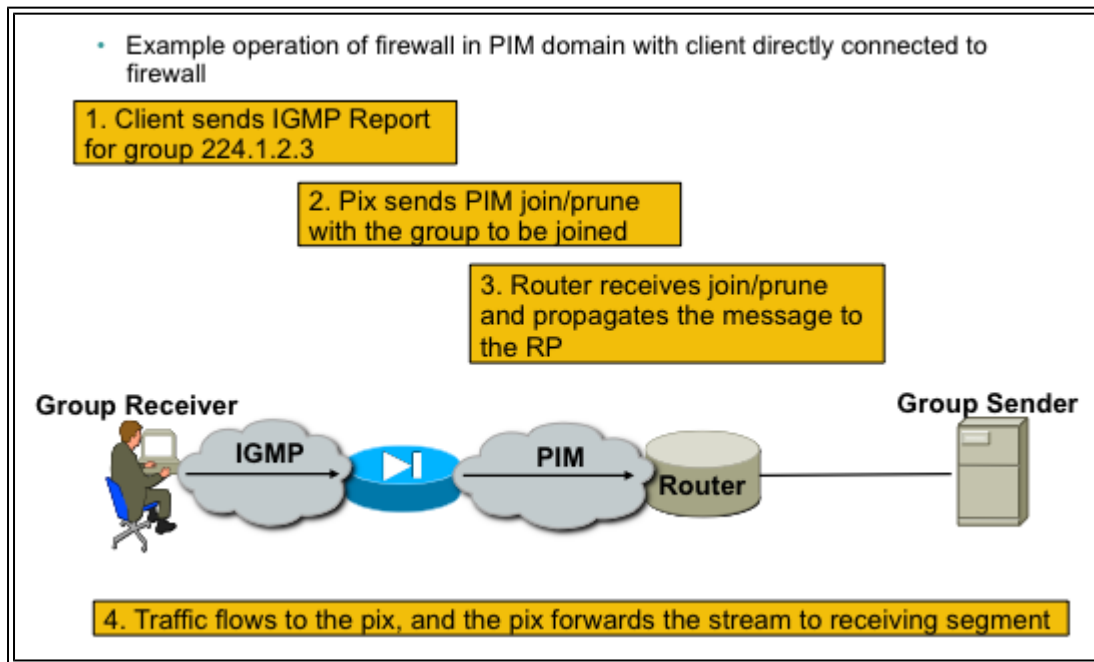 • Example operation of firewall in PIM domain with client directly connected to
firewall
1. Client sends IGMP Report
for group 224.1.2.3
2. Pix sends PIM join/prune
with the group to be joined
3. Router receives join/prune
and propagates the message to
the RP
Group Receiver
Group Sender
IGMP
PIM
Router
4. Traffic flows to the pix, and the pix forwards the stream to receiving segment